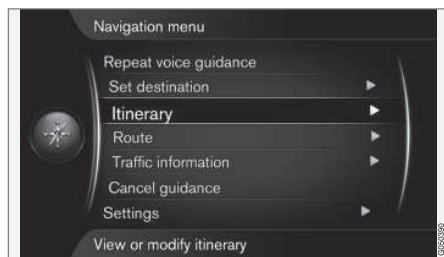 Navigation menu
Repeat voice guidance
Set destination
Itinerary
Route
Traffic information
Cancel guidance
Settings
View or modify itinerary
G050390